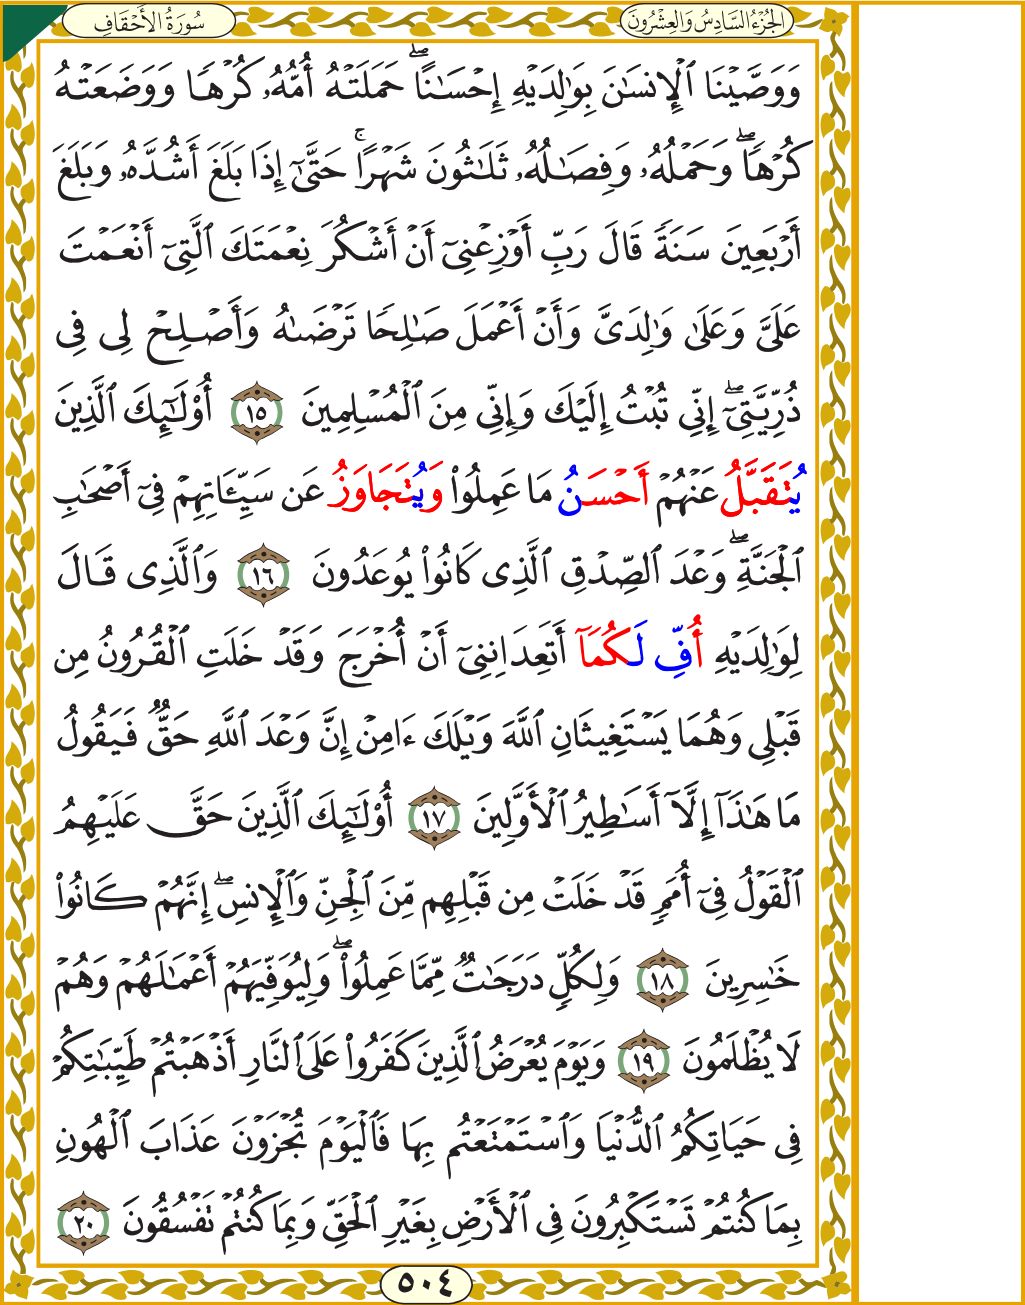 الجُزْءُ السَّادِسُ وَالعِشْرُونَ
سُورَةُ الأَحْقَافِ
وَوَصَّيْنَا ٱلْإِنسَٰنَ بِوَٰلِدَيْهِ إِحْسَٰنًا ۖ حَمَلَتْهُ أُمُّهُۥ كُرْهًا وَوَضَعَتْهُ
كُرْهًا ۖ وَحَمْلُهُۥ وَفِصَٰلُهُۥ ثَلَٰثُونَ شَهْرًا ۚ حَتَّىٰٓ إِذَا بَلَغَ أَشُدَّهُۥ وَبَلَغَ
أَرْبَعِينَ سَنَةً قَالَ رَبِّ أَوْزِعْنِىٓ أَنْ أَشْكُرَ نِعْمَتَكَ ٱلَّتِىٓ أَنْعَمْتَ
عَلَىَّ وَعَلَىٰ وَٰلِدَىَّ وَأَنْ أَعْمَلَ صَٰلِحًا تَرْضَىٰهُ وَأَصْلِحْ لِى فِى
ذُرِّيَّتِىٓ ۖ إِنِّى تُبْتُ إِلَيْكَ وَإِنِّى مِنَ ٱلْمُسْلِمِينَ ١٥ أُو۟لَٰٓئِكَ ٱلَّذِينَ
يُتَقَبَّلُ عَنْهُمْ أَحْسَنُ مَا عَمِلُوا۟ وَيُتَجَاوَزُ عَن سَيِّـَٔاتِهِمْ فِىٓ أَصْحَٰبِ
ٱلْجَنَّةِ ۖ وَعْدَ ٱلصِّدْقِ ٱلَّذِى كَانُوا۟ يُوعَدُونَ ١٦ وَٱلَّذِى قَالَ
لِوَٰلِدَيْهِ أُفِّ لَكُمَآ أَتَعِدَانِنِىٓ أَنْ أُخْرَجَ وَقَدْ خَلَتِ ٱلْقُرُونُ مِن
قَبْلِى وَهُمَا يَسْتَغِيثَانِ ٱللَّهَ وَيْلَكَ ءَامِنْ إِنَّ وَعْدَ ٱللَّهِ حَقٌّ فَيَقُولُ
مَا هَٰذَآ إِلَّآ أَسَٰطِيرُ ٱلْأَوَّلِينَ ١٧ أُو۟لَٰٓئِكَ ٱلَّذِينَ حَقَّ عَلَيْهِمُ
ٱلْقَوْلُ فِىٓ أُمَمٍ قَدْ خَلَتْ مِن قَبْلِهِم مِّنَ ٱلْجِنِّ وَٱلْإِنسِ ۖ إِنَّهُمْ كَانُوا۟
خَٰسِرِينَ ١٨ وَلِكُلٍّ دَرَجَٰتٌ مِّمَّا عَمِلُوا۟ ۖ وَلِيُوَفِّيَهُمْ أَعْمَٰلَهُمْ وَهُمْ
لَا يُظْلَمُونَ ١٩ وَيَوْمَ يُعْرَضُ ٱلَّذِينَ كَفَرُوا۟ عَلَى ٱلنَّارِ أَذْهَبْتُمْ طَيِّبَٰتِكُمْ
فِى حَيَاتِكُمُ ٱلدُّنْيَا وَٱسْتَمْتَعْتُم بِهَا فَٱلْيَوْمَ تُجْزَوْنَ عَذَابَ ٱلْهُونِ
بِمَا كُنتُمْ تَسْتَكْبِرُونَ فِى ٱلْأَرْضِ بِغَيْرِ ٱلْحَقِّ وَبِمَا كُنتُمْ تَفْسُقُونَ ٢٠
٥٠٤